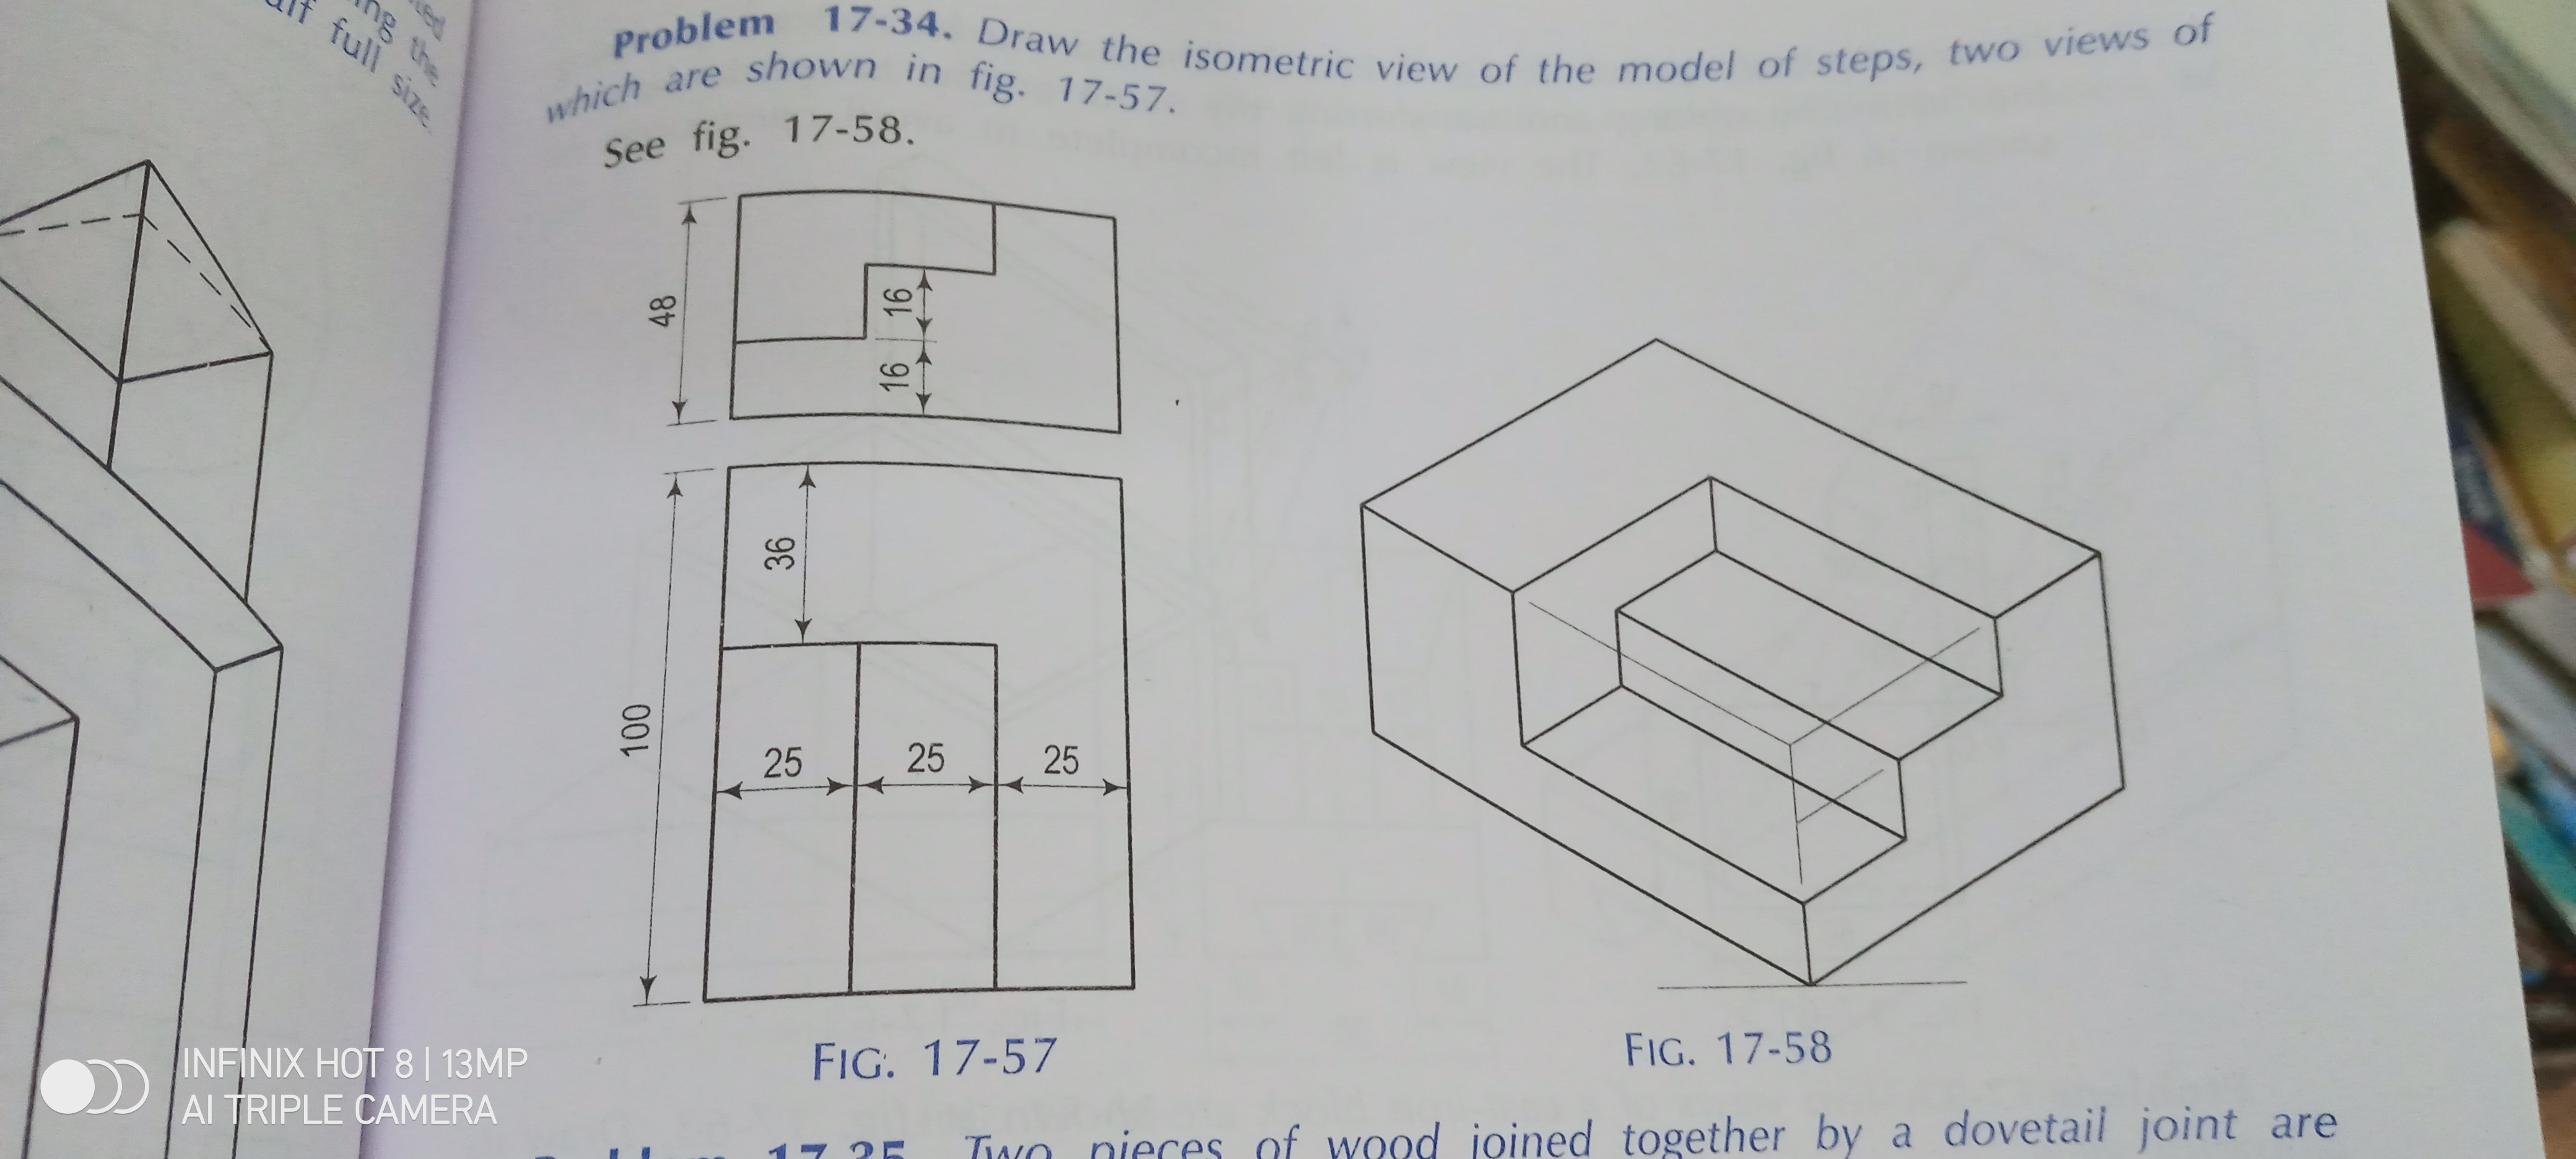 ted
ng the
alf full size.
Problem 17-34. Draw the isometric view of the model of steps, two views of
which are shown in fig. 17-57.
See fig. 17-58.
48
16
16
36
100
25 25 25
FIG. 17-57
FIG. 17-58
17-35. Two pieces of wood joined together by a dovetail joint are
INFINIX HOT 8 | 13MP
AI TRIPLE CAMERA